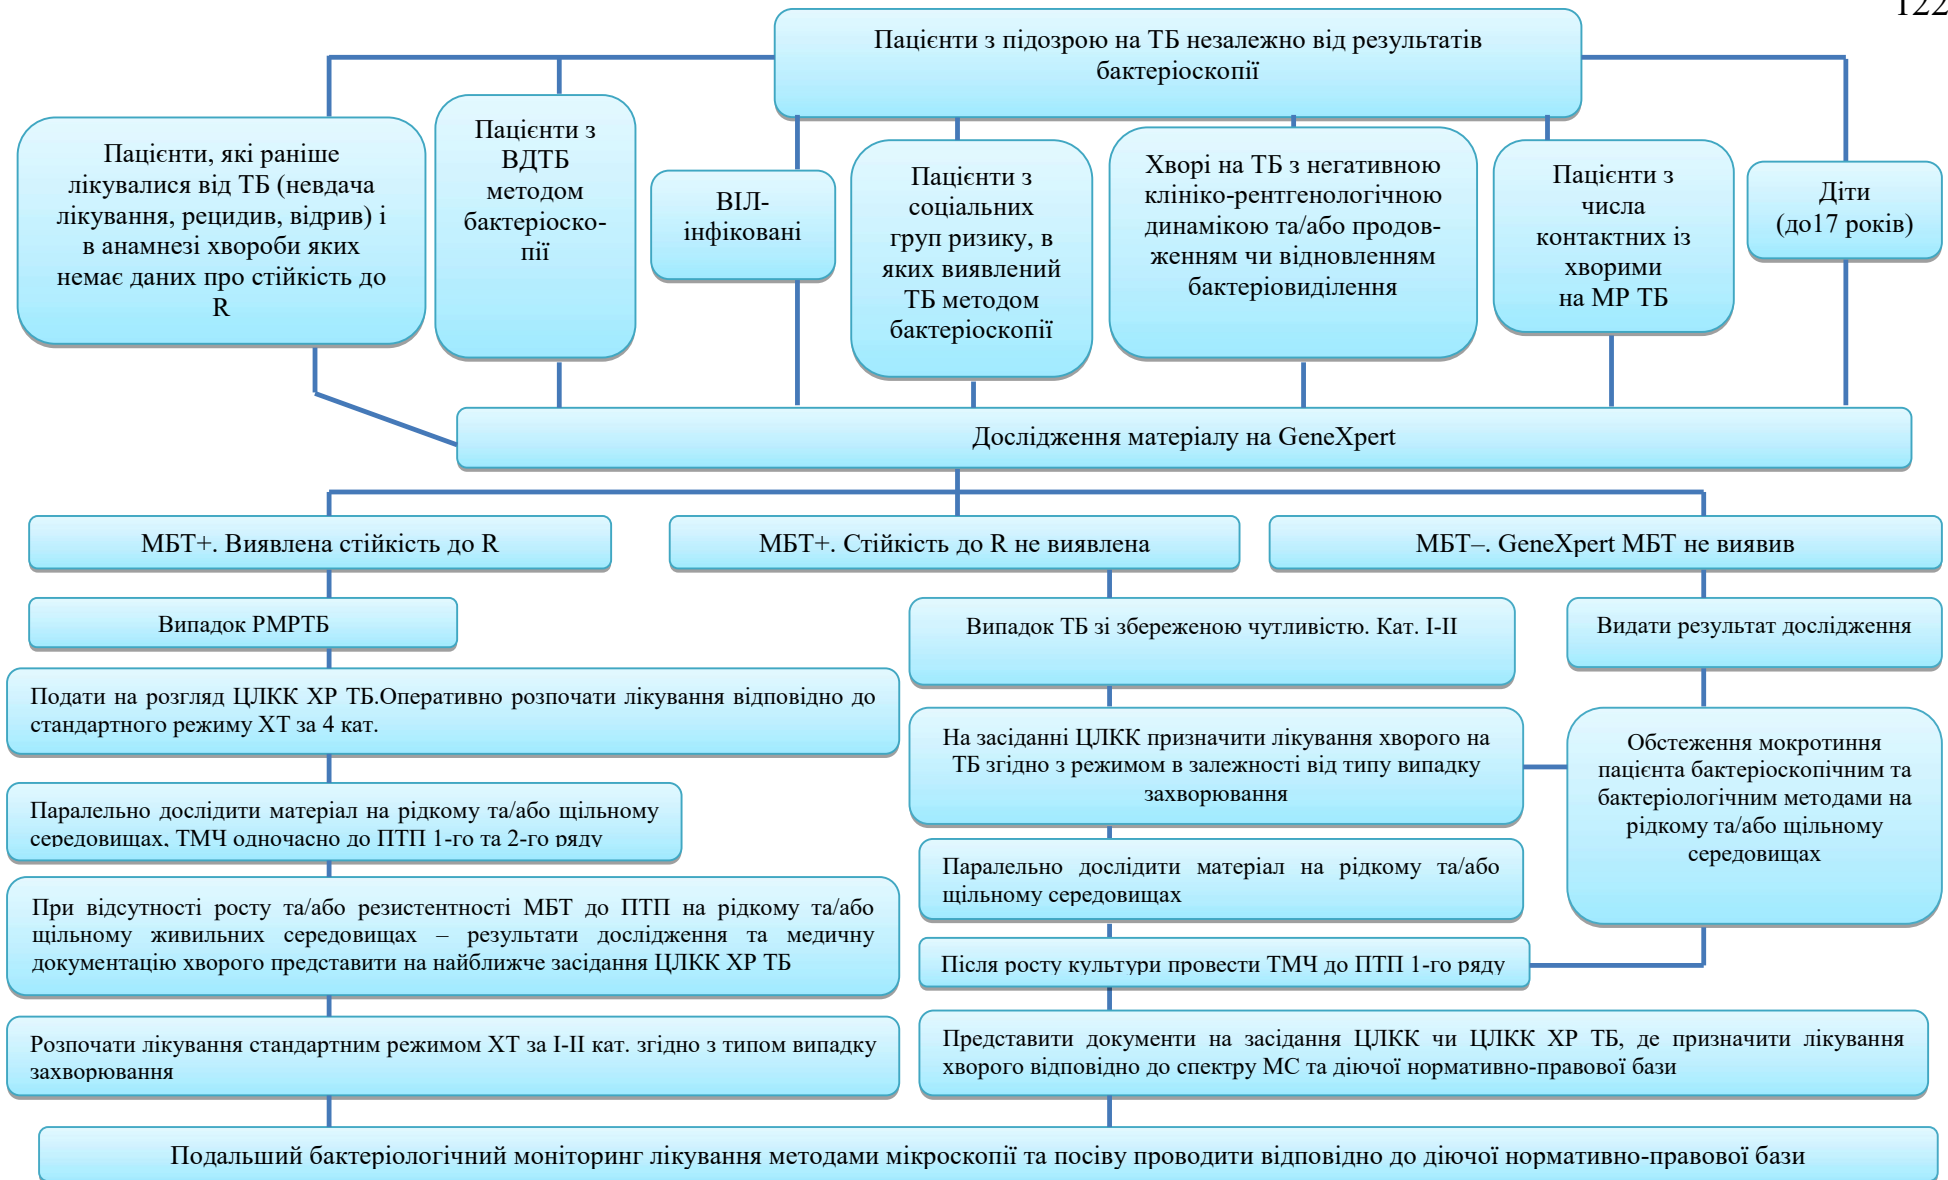 122
Пацієнти з підозрою на ТБ незалежно від результатів
бактеріоскопії
Пацієнти, які раніше
лікувалися від ТБ (невдача
лікування, рецидив, відрив) і
в анамнезі хвороби яких
немає даних про стійкість до
R
Пацієнти з
ВДТБ
методом
бактеріоско-
пії
ВІЛ-
інфіковані
Пацієнти з
соціальних
груп ризику, в
яких виявлений
ТБ методом
бактеріоскопії
Хворі на ТБ з негативною
клініко-рентгенологічною
динамікою та/або продов-
женням чи відновленням
бактеріовиділення
Пацієнти з
числа
контактних із
хворими
на МР ТБ
Діти
(до17 років)
Дослідження матеріалу на GeneXpert
МБТ+. Виявлена стійкість до R
МБТ+. Стійкість до R не виявлена
МБТ–. GeneXpert МБТ не виявив
Випадок РМРТБ
Випадок ТБ зі збереженою чутливістю. Кат. I-II
Видати результат дослідження
Подати на розгляд ЦЛКК ХР ТБ.Оперативно розпочати лікування відповідно до
стандартного режиму ХТ за 4 кат.
На засіданні ЦЛКК призначити лікування хворого на
ТБ згідно з режимом в залежності від типу випадку
захворювання
Обстеження мокротиння
пацієнта бактеріоскопічним та
бактеріологічним методами на
рідкому та/або щільному
середовищах
Паралельно дослідити матеріал на рідкому та/або щільному
середовищах, ТМЧ одночасно до ПТП 1-го та 2-го ряду
Паралельно дослідити матеріал на рідкому та/або
щільному середовищах
При відсутності росту та/або резистентності МБТ до ПТП на рідкому та/або
щільному живильних середовищах – результати дослідження та медичну
документацію хворого представити на найближче засідання ЦЛКК ХР ТБ
Після росту культури провести ТМЧ до ПТП 1-го ряду
Розпочати лікування стандартним режимом ХТ за I-II кат. згідно з типом випадку
захворювання
Представити документи на засідання ЦЛКК чи ЦЛКК ХР ТБ, де призначити лікування
хворого відповідно до спектру МС та діючої нормативно-правової бази
Подальший бактеріологічний моніторинг лікування методами мікроскопії та посіву проводити відповідно до діючої нормативно-правової бази